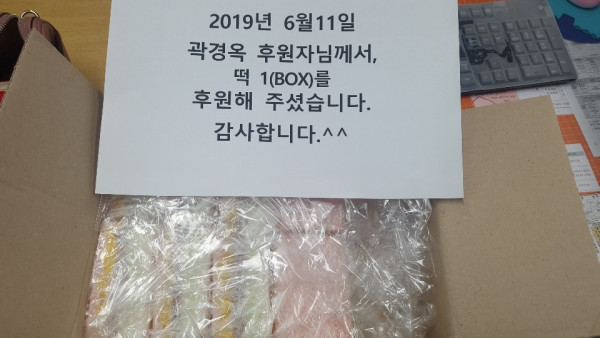 2019년 6월11일
곽경옥 후원자님께서,
떡 1(BOX)를
후원해 주셨습니다.
감사합니다.^^